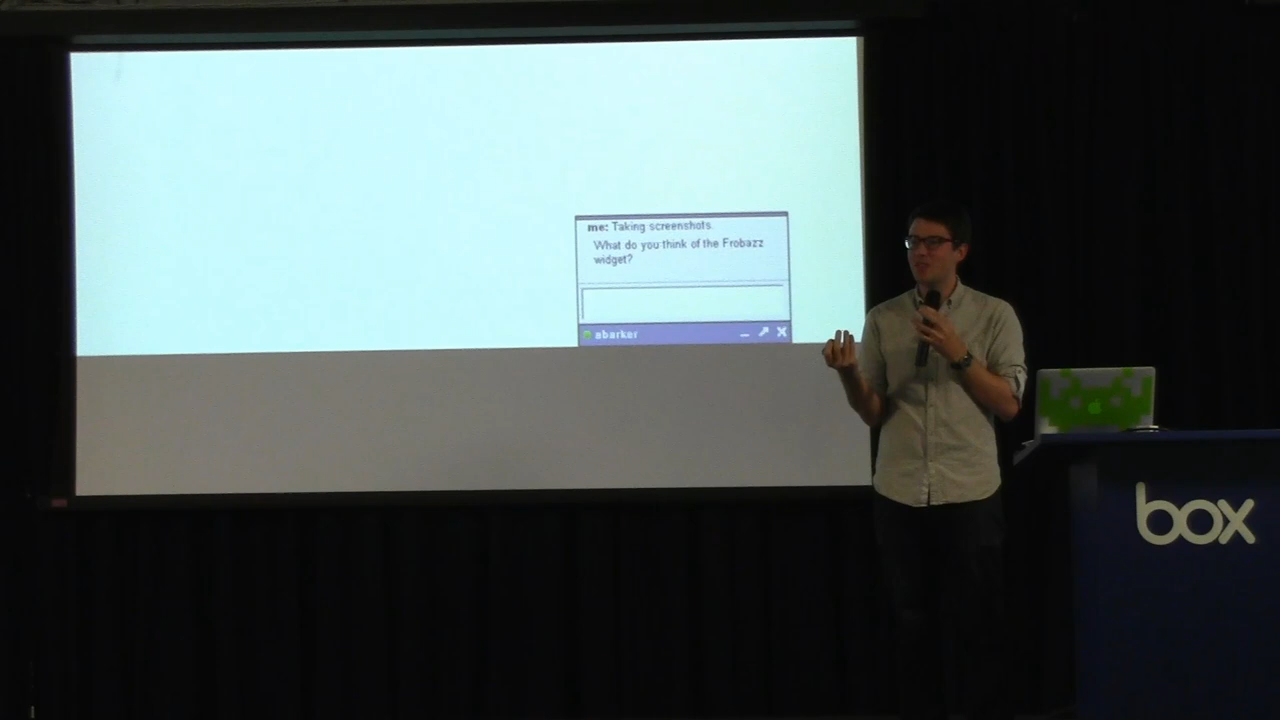 me: Taking screenshots.
What do you think of the Frobazz
widget?
abarker
box